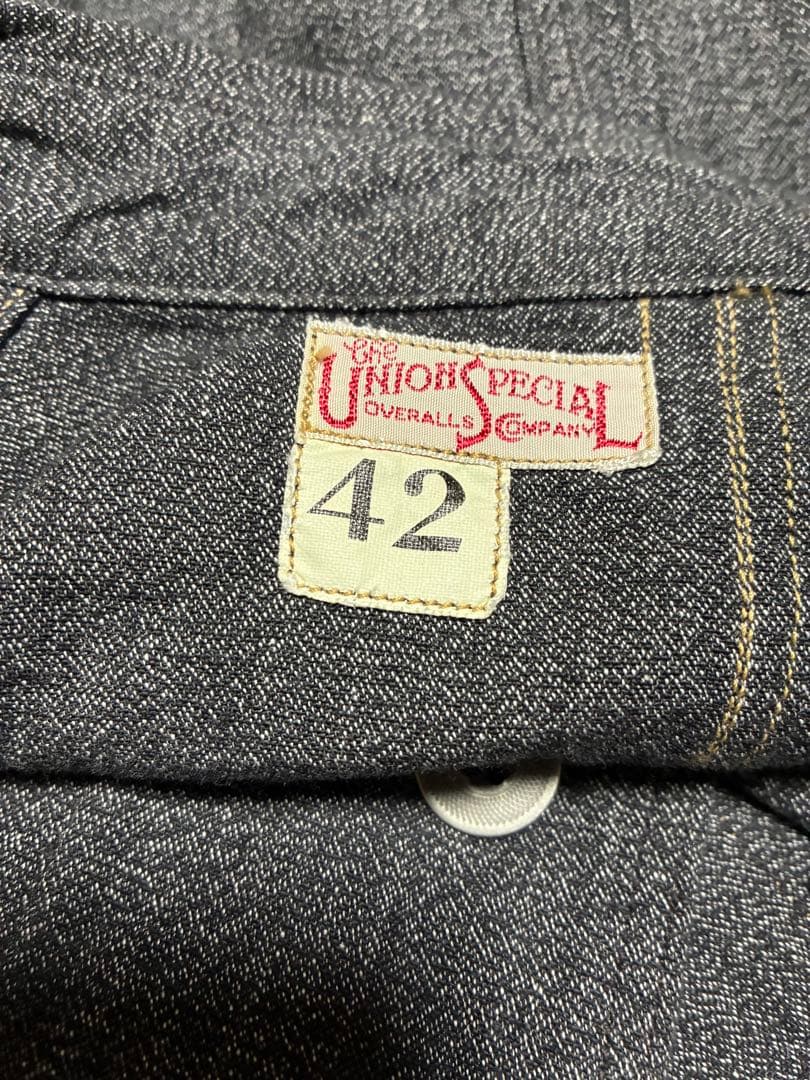 The
UNION SPECIAL
OVERALLS COMPANY
42